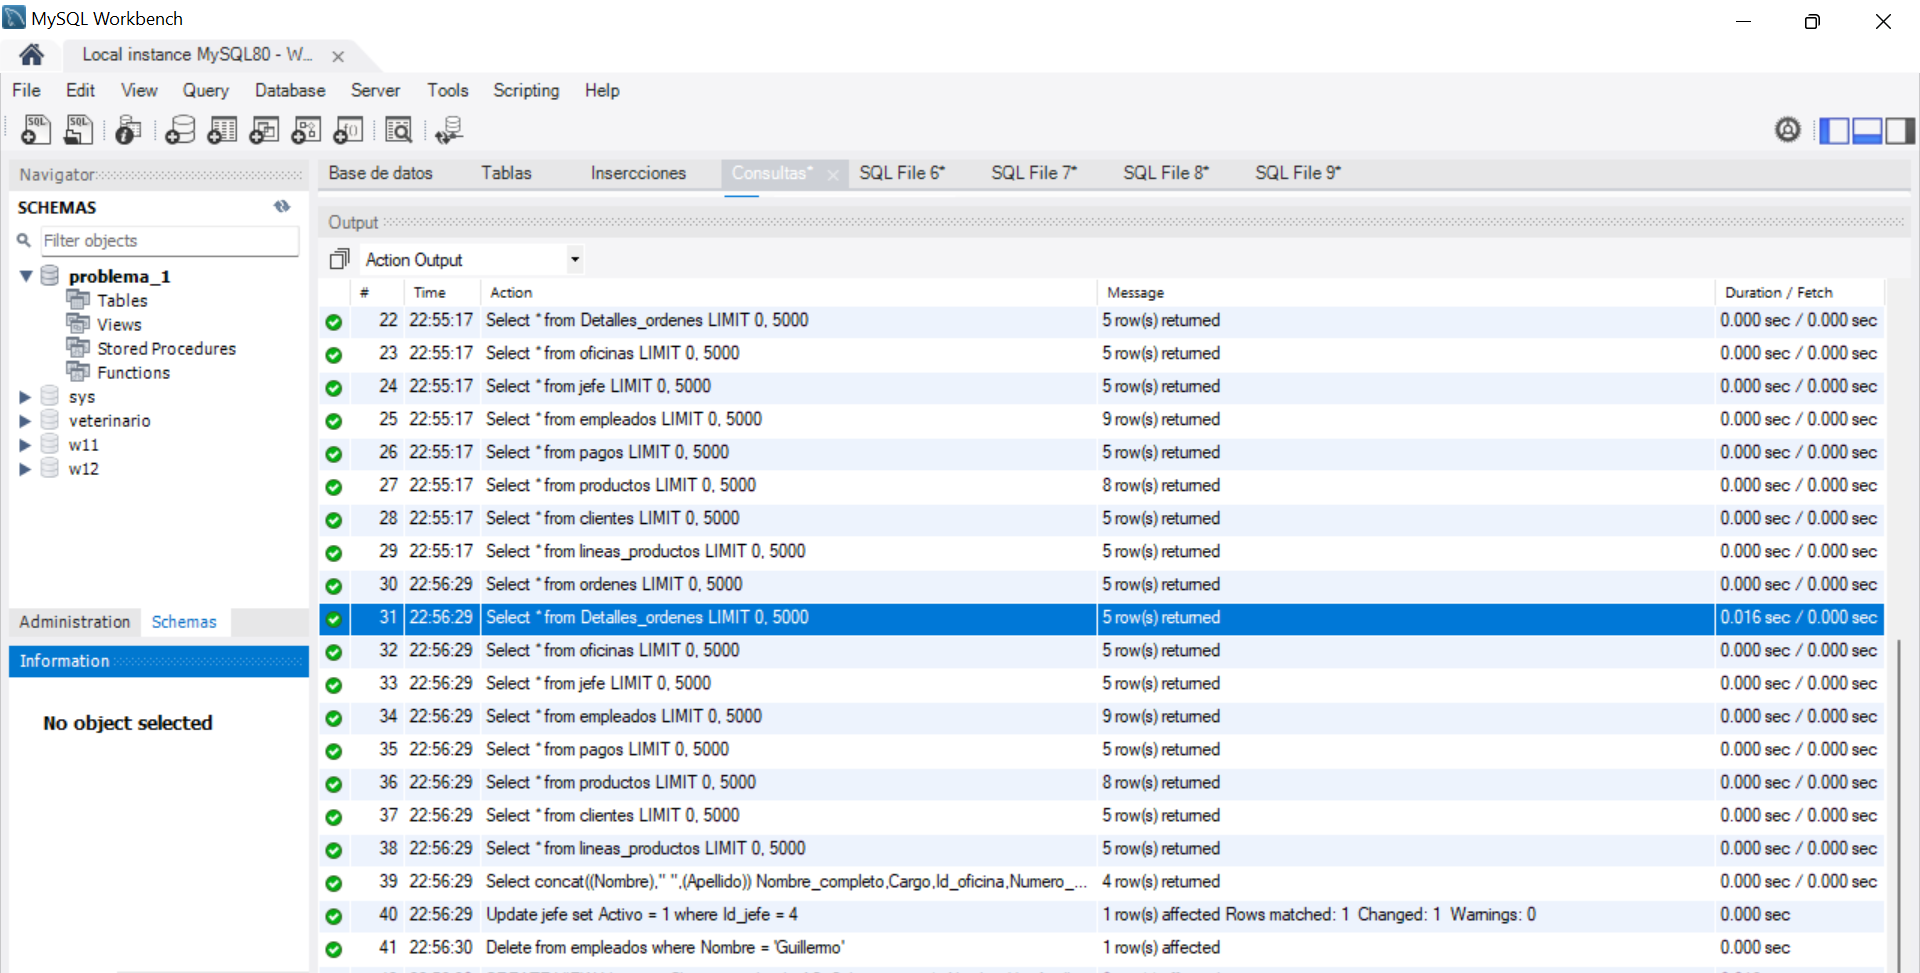 MySQL Workbench
Local instance MySQL80 - W...
File Edit View Query Database Server Tools Scripting Help
Navigator
SCHEMAS
Filter objects
problema_1
Tables
Views
Stored Procedures
Functions
sys
veterinario
w11
w12
Administration Schemas
Information
No object selected
Base de datos Tablas Insercciones Consultas* SQL File 6* SQL File 7* SQL File 8* SQL File 9*
Output
Action Output
# Time Action Message Duration / Fetch
22 22:55:17 Select * from Detalles_ordenes LIMIT 0, 5000 5 row(s) returned 0.000 sec / 0.000 sec
23 22:55:17 Select * from oficinas LIMIT 0, 5000 5 row(s) returned 0.000 sec / 0.000 sec
24 22:55:17 Select * from jefe LIMIT 0, 5000 5 row(s) returned 0.000 sec / 0.000 sec
25 22:55:17 Select * from empleados LIMIT 0, 5000 9 row(s) returned 0.000 sec / 0.000 sec
26 22:55:17 Select * from pagos LIMIT 0, 5000 5 row(s) returned 0.000 sec / 0.000 sec
27 22:55:17 Select * from productos LIMIT 0, 5000 8 row(s) returned 0.000 sec / 0.000 sec
28 22:55:17 Select * from clientes LIMIT 0, 5000 5 row(s) returned 0.000 sec / 0.000 sec
29 22:55:17 Select * from lineas_productos LIMIT 0, 5000 5 row(s) returned 0.000 sec / 0.000 sec
30 22:56:29 Select * from ordenes LIMIT 0, 5000 5 row(s) returned 0.000 sec / 0.000 sec
31 22:56:29 Select * from Detalles_ordenes LIMIT 0, 5000 5 row(s) returned 0.016 sec / 0.000 sec
32 22:56:29 Select * from oficinas LIMIT 0, 5000 5 row(s) returned 0.000 sec / 0.000 sec
33 22:56:29 Select * from jefe LIMIT 0, 5000 5 row(s) returned 0.000 sec / 0.000 sec
34 22:56:29 Select * from empleados LIMIT 0, 5000 9 row(s) returned 0.000 sec / 0.000 sec
35 22:56:29 Select * from pagos LIMIT 0, 5000 5 row(s) returned 0.000 sec / 0.000 sec
36 22:56:29 Select * from productos LIMIT 0, 5000 8 row(s) returned 0.000 sec / 0.000 sec
37 22:56:29 Select * from clientes LIMIT 0, 5000 5 row(s) returned 0.000 sec / 0.000 sec
38 22:56:29 Select * from lineas_productos LIMIT 0, 5000 5 row(s) returned 0.000 sec / 0.000 sec
39 22:56:29 Select concat((Nombre)," ",(Apellido)) Nombre_completo,Cargo,Id_oficina,Numero_... 4 row(s) returned 0.000 sec / 0.000 sec
40 22:56:29 Update jefe set Activo = 1 where Id_jefe = 4 1 row(s) affected Rows matched: 1 Changed: 1 Warnings: 0 0.000 sec
41 22:56:30 Delete from empleados where Nombre = 'Guillermo' 1 row(s) affected 0.000 sec